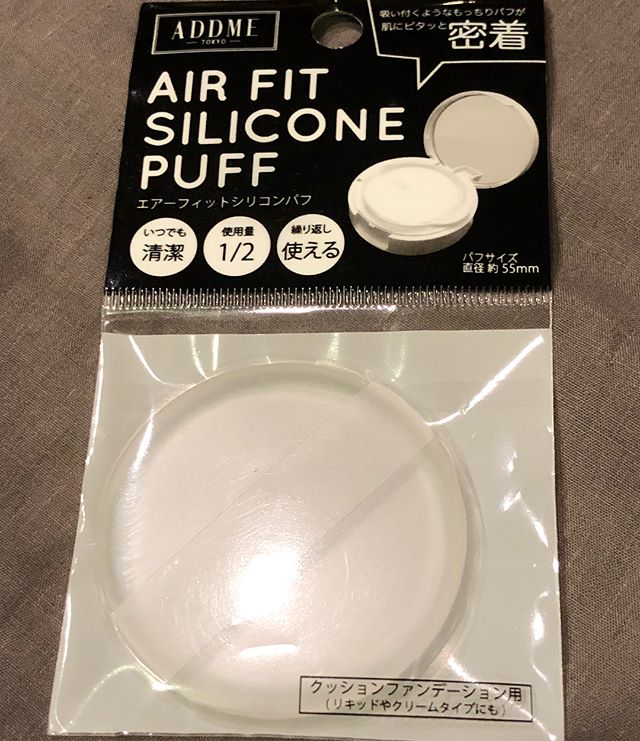 ADDME
TOKYO
吸い付くようなもっちりパフが
肌にピタッと密着
AIR FIT
SILICONE
PUFF
エアーフィットシリコンパフ
いつでも
清潔
使用量
1/2
繰り返し
使える
パフサイズ
直径 約 55mm
クッションファンデーション用
(リキッドやクリームタイプにも)